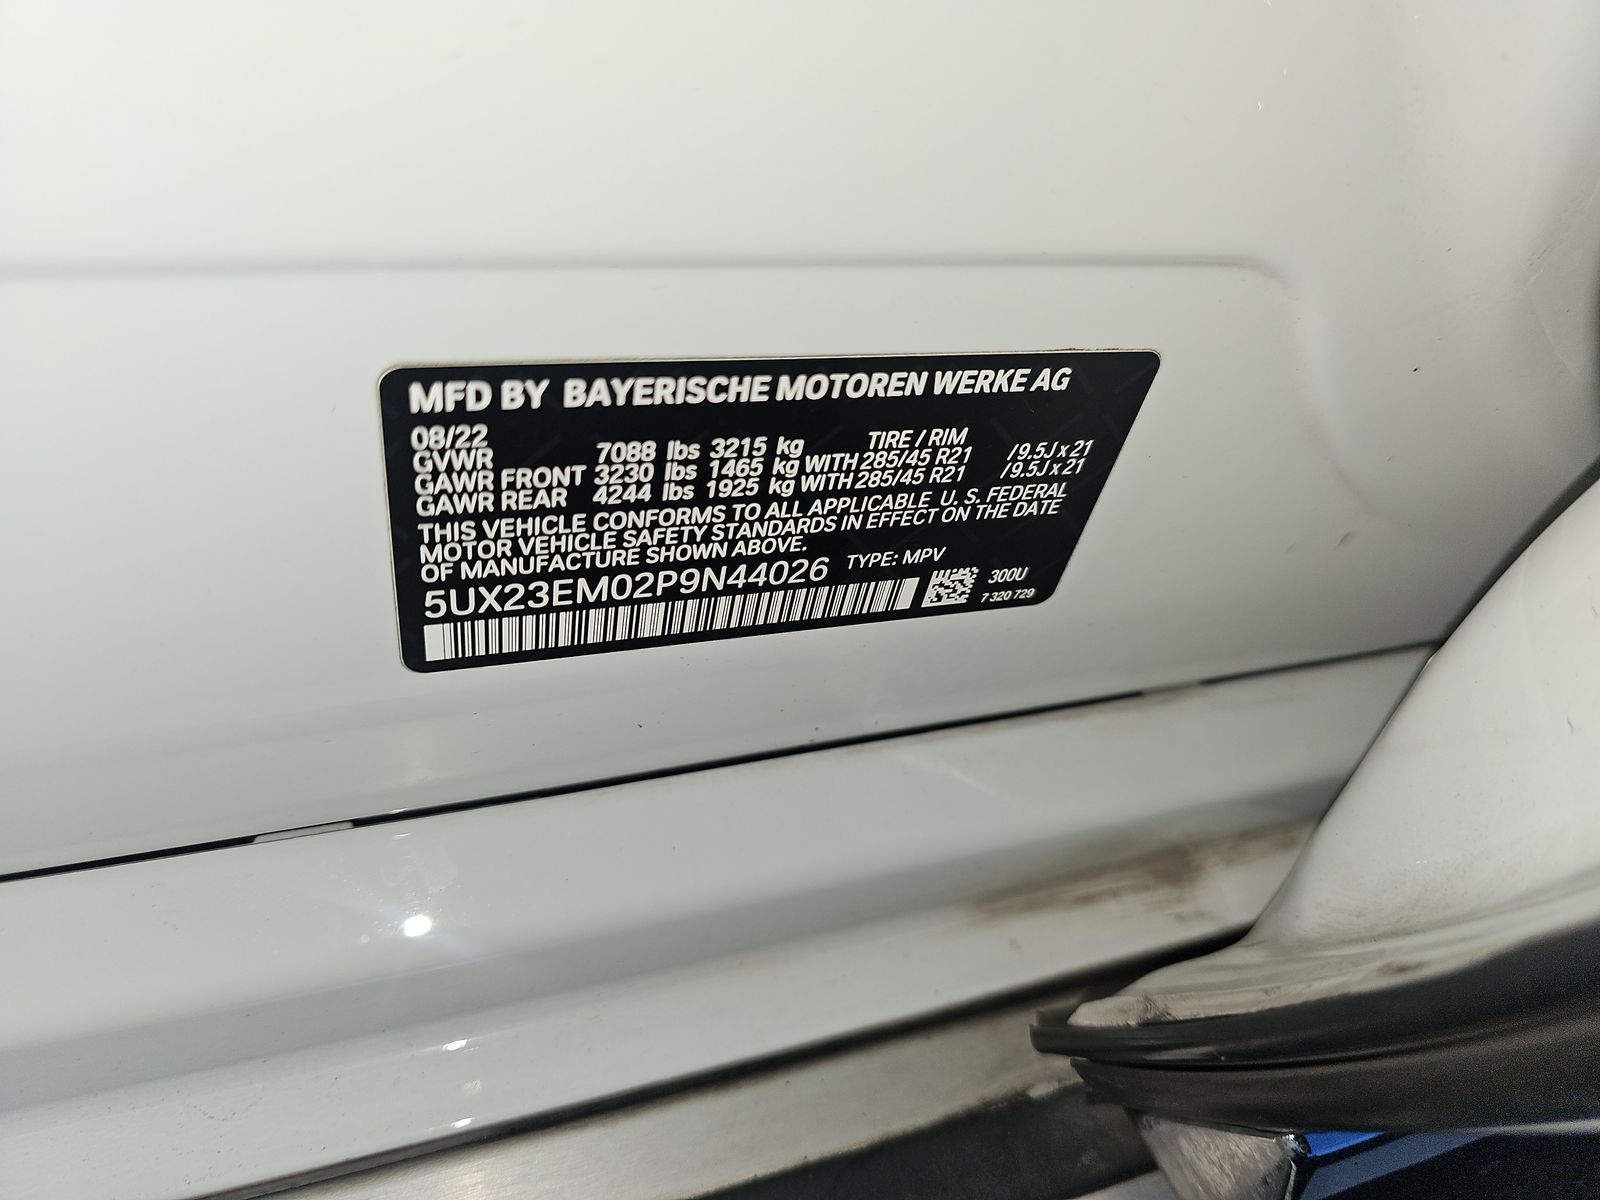 MFD BY BAYERISCHE MOTOREN WERKE AG
08/22 TIRE / RIM
GVWR 7088 lbs 3215 kg
GAWR FRONT 3230 lbs 1465 kg WITH 285/45 R21 /9.5J x 21
GAWR REAR 4244 lbs 1925 kg WITH 285/45 R21 /9.5J x 21
THIS VEHICLE CONFORMS TO ALL APPLICABLE U. S. FEDERAL
MOTOR VEHICLE SAFETY STANDARDS IN EFFECT ON THE DATE
OF MANUFACTURE SHOWN ABOVE.
5UX23EM02P9N44026 TYPE: MPV
300U
7 320 729